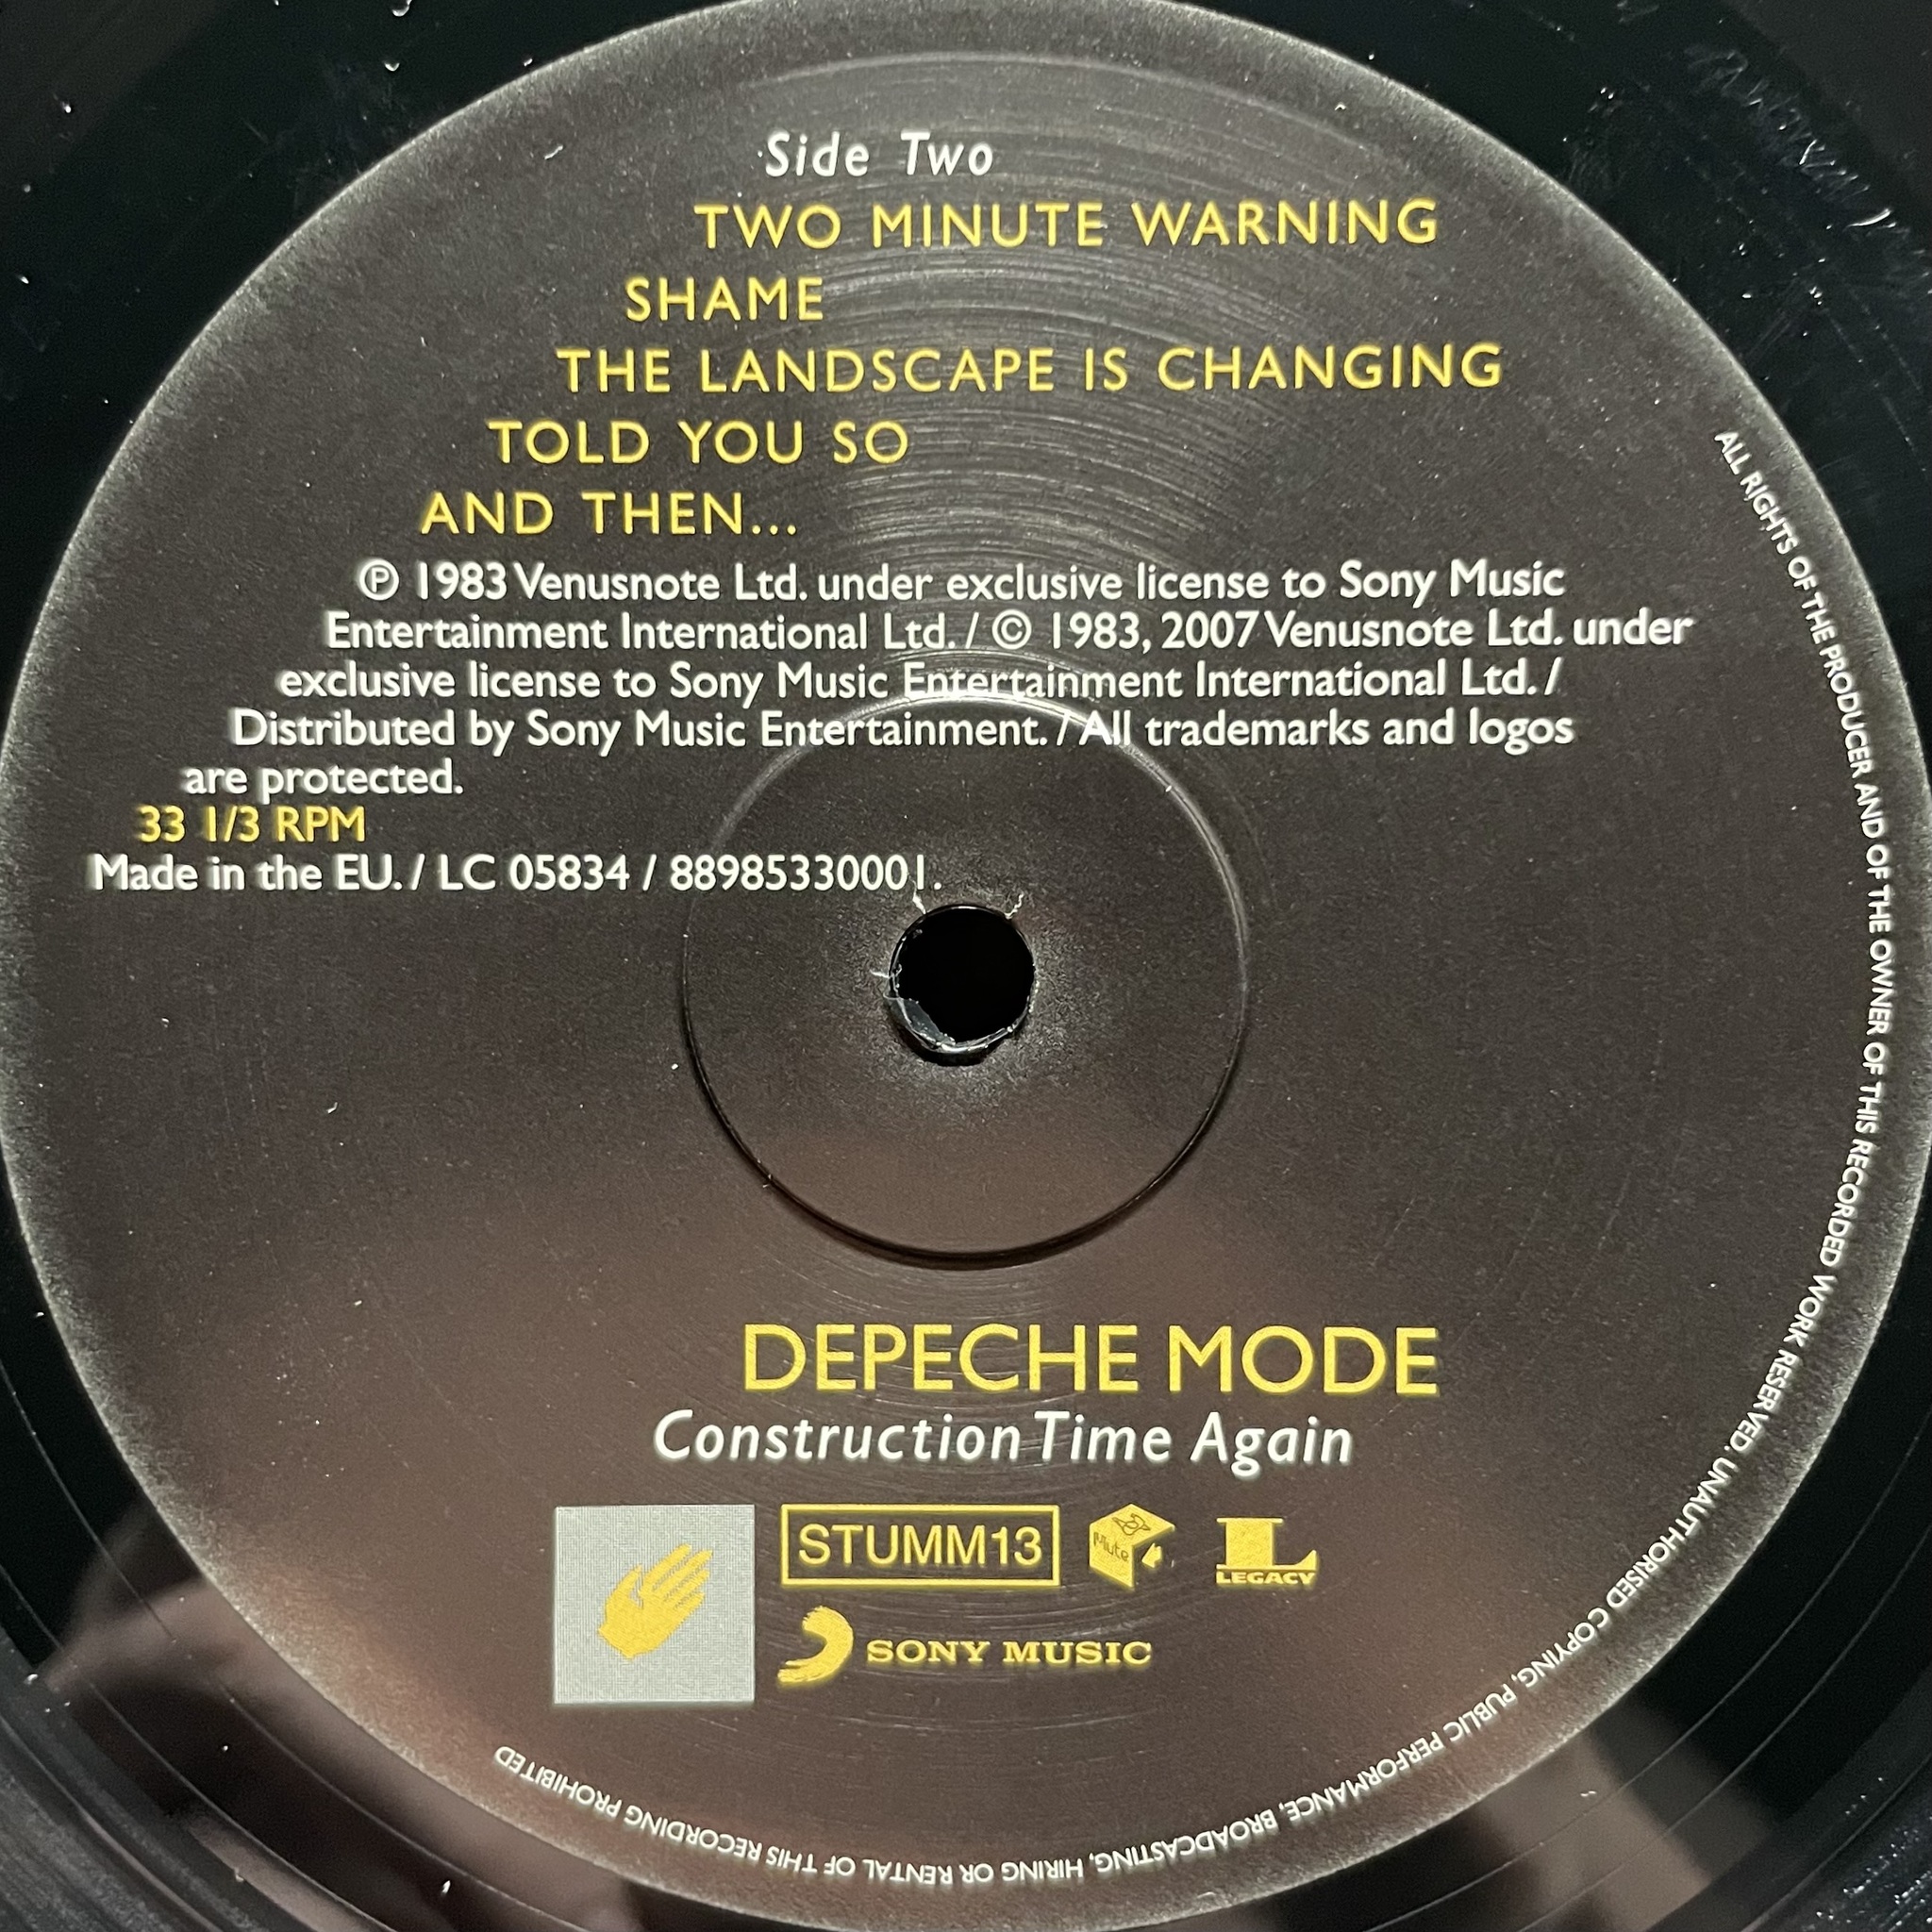 Side Two
TWO MINUTE WARNING
SHAME
THE LANDSCAPE IS CHANGING
TOLD YOU SO
AND THEN...
℗ 1983 Venusnote Ltd. under exclusive license to Sony Music
Entertainment International Ltd. / © 1983, 2007 Venusnote Ltd. under
exclusive license to Sony Music Entertainment International Ltd. /
Distributed by Sony Music Entertainment. / All trademarks and logos
are protected.
33 1/3 RPM
Made in the EU. / LC 05834 / 88985330001.
DEPECHE MODE
Construction Time Again
STUMM13
Mute
LEGACY
SONY MUSIC
ALL RIGHTS OF THE PRODUCER AND OF THE OWNER OF THIS RECORDED WORK RESERVED. UNAUTHORISED COPYING, PUBLIC PERFORMANCE, BROADCASTING, HIRING OR RENTAL OF THIS RECORDING PROHIBITED